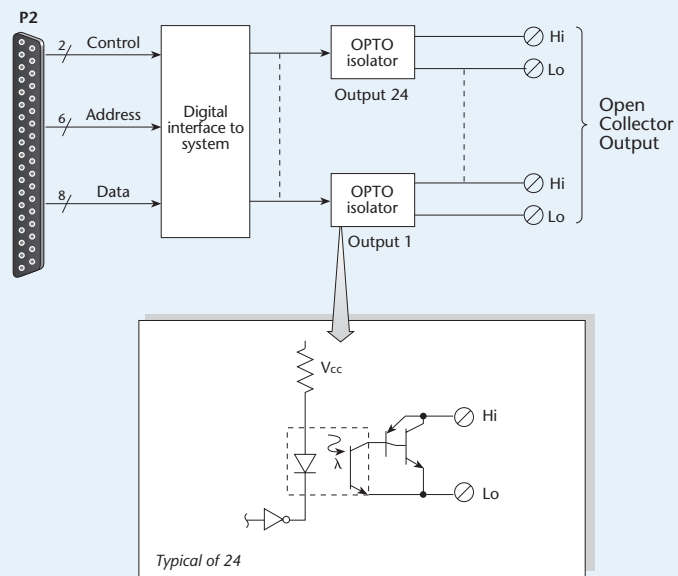 P2
2
Control
6
Address
8
Data
Digital
interface to
system
OPTO
isolator
Output 24
OPTO
isolator
Output 1
Hi
Lo
Hi
Lo
Open
Collector
Output
Vcc
λ
Hi
Lo
Typical of 24